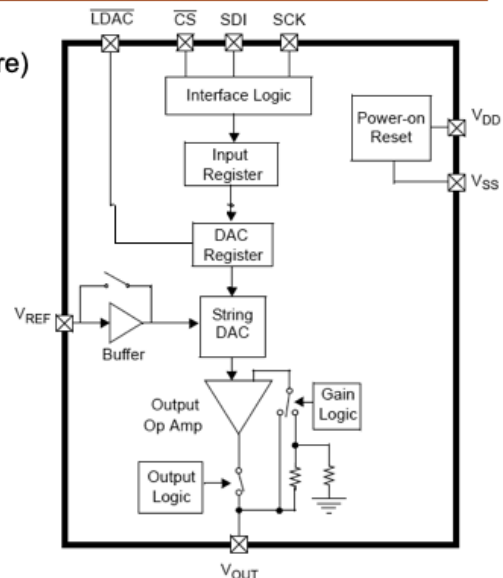 re)
LDAC CS SDI SCK
Interface Logic
Power-on
Reset
VDD
VSS
Input
Register
DAC
Register
VREF
Buffer
String
DAC
Output
Op Amp
Gain
Logic
Output
Logic
VOUT